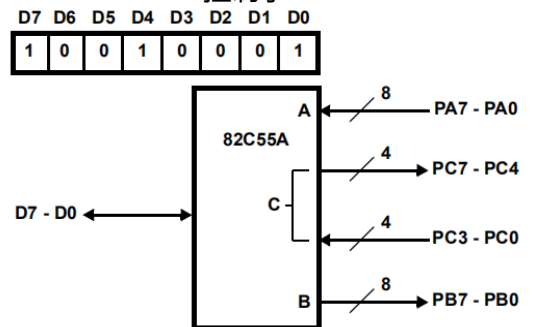 D7 D6 D5 D4 D3 D2 D1 D0
1 0 0 1 0 0 0 1
A
8
PA7 - PA0
82C55A
4
PC7 - PC4
C
D7 - D0
4
PC3 - PC0
B
8
PB7 - PB0